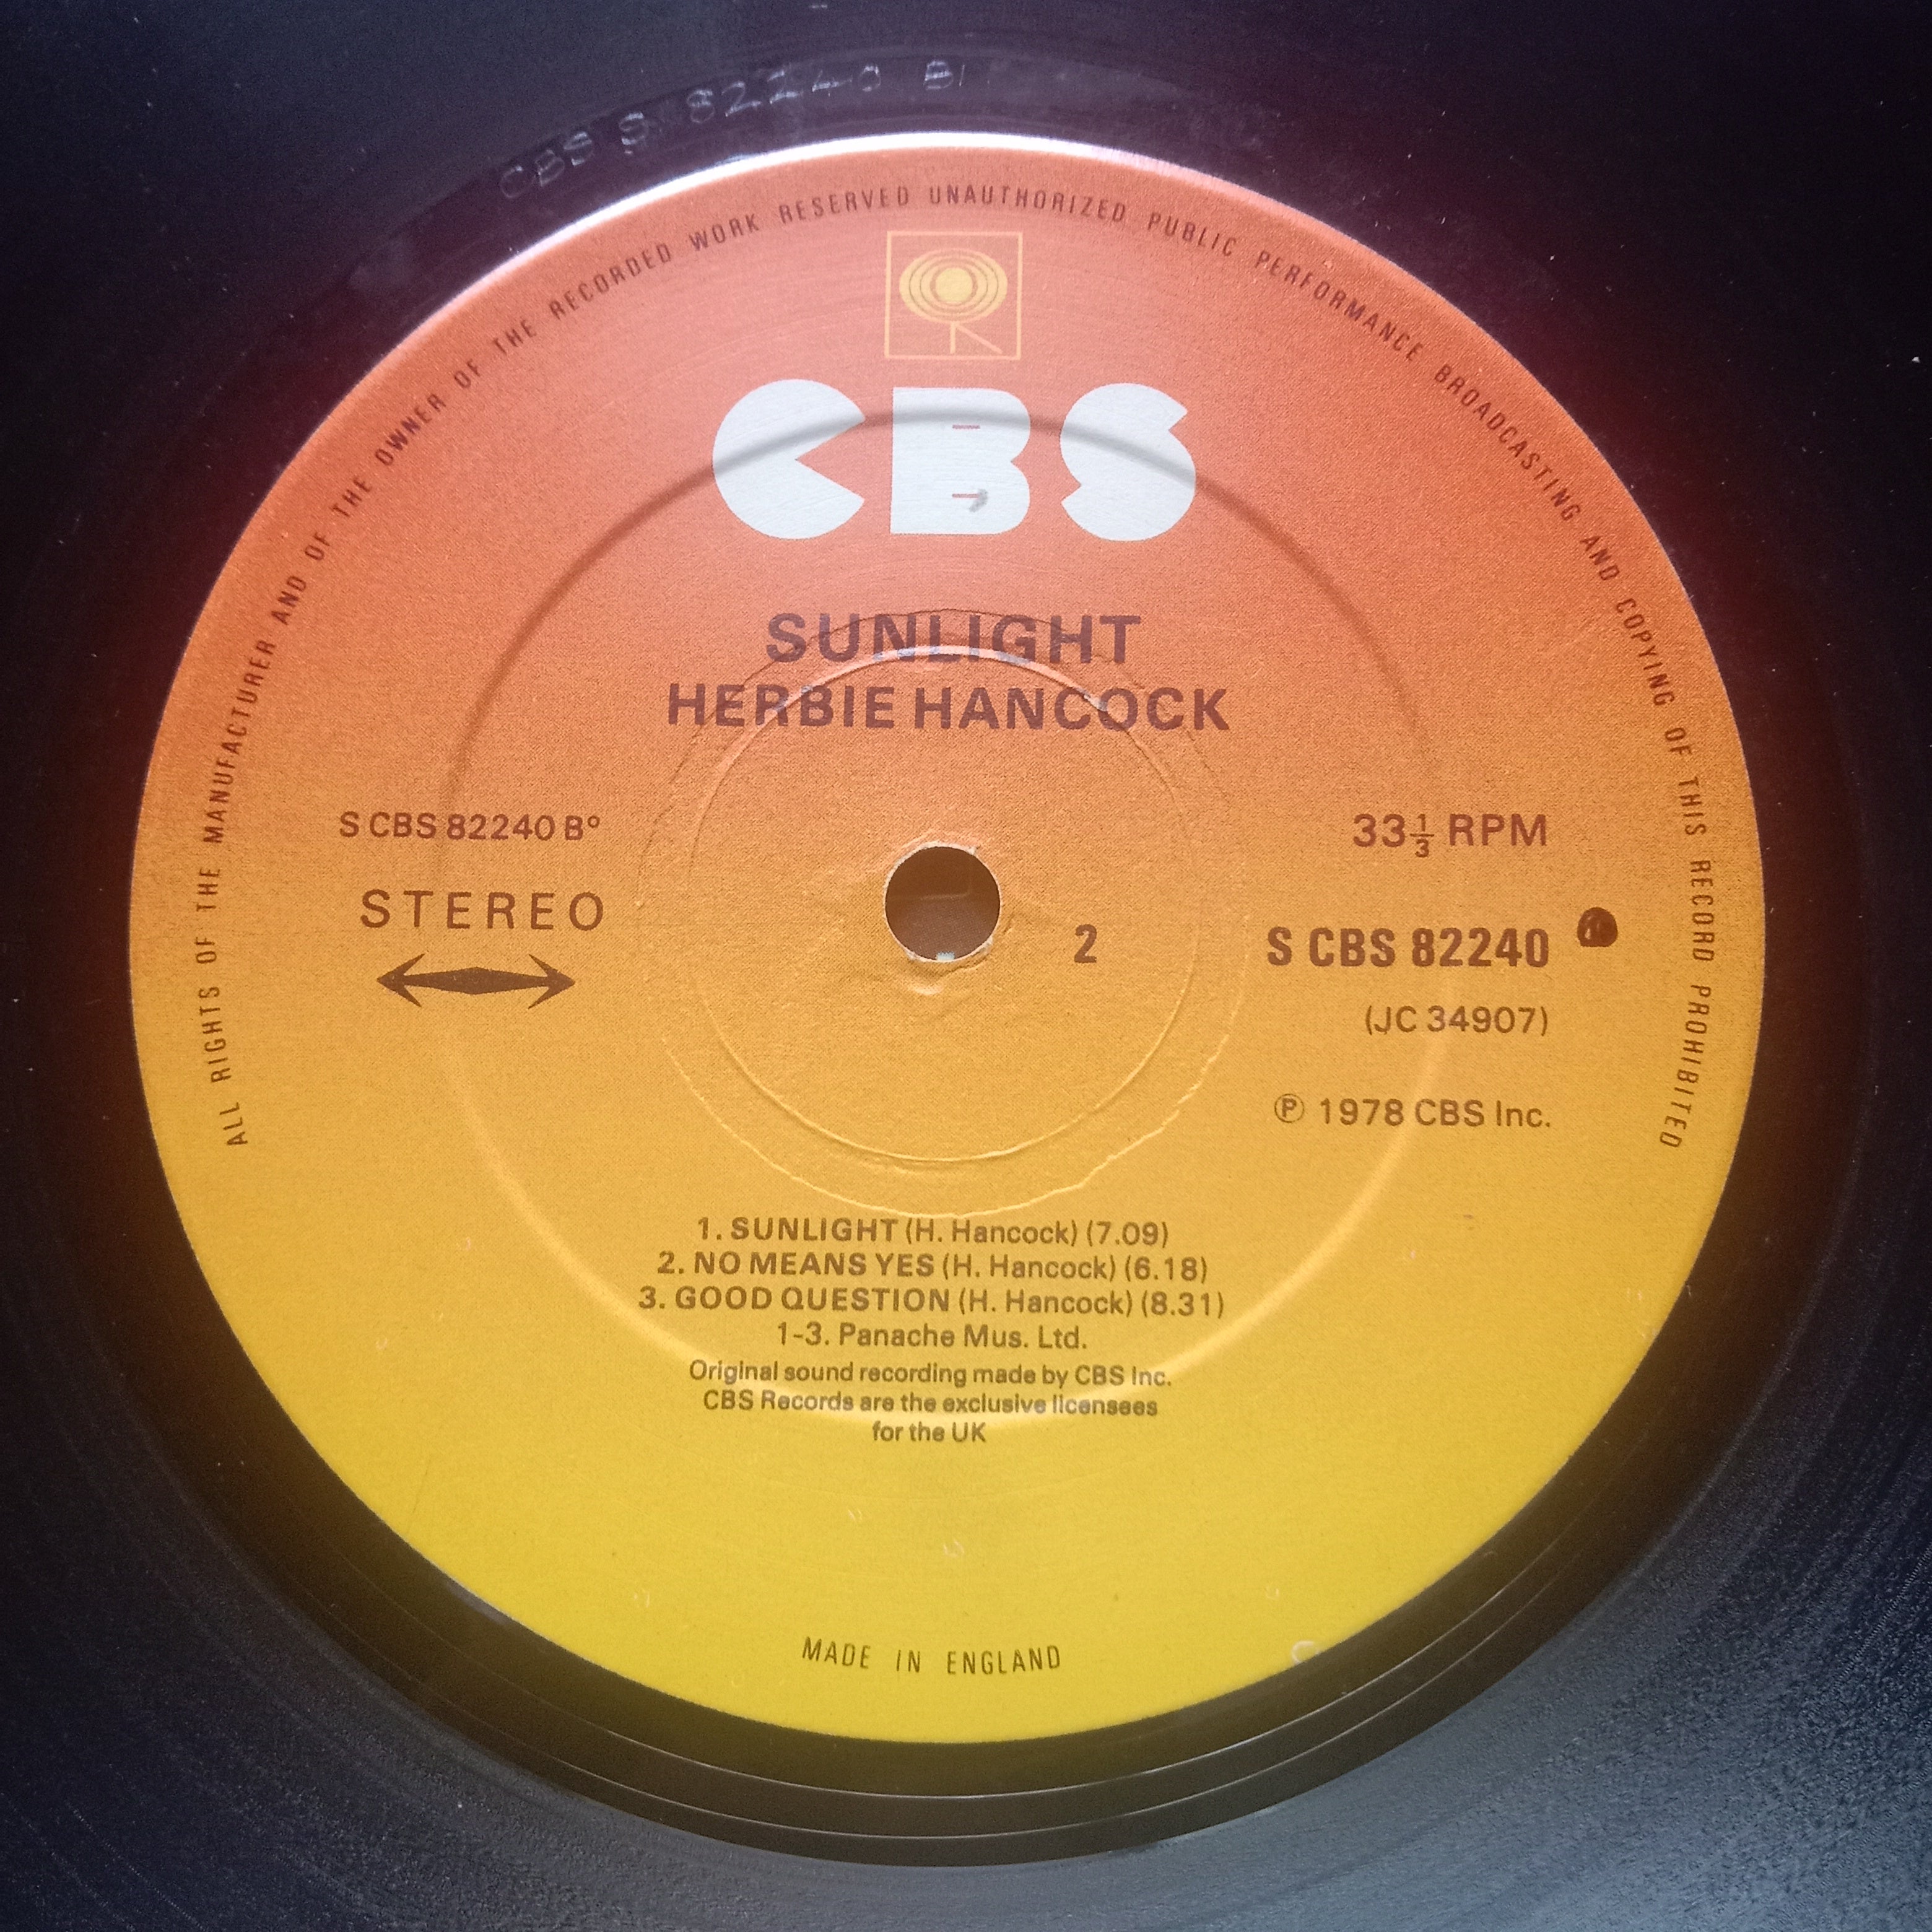 CBS S 82240 B1
ALL RIGHTS OF THE MANUFACTURER AND OF THE OWNER OF THE RECORDED WORK RESERVED UNAUTHORIZED PUBLIC PERFORMANCE BROADCASTING AND COPYING OF THIS RECORD PROHIBITED
CBS
SUNLIGHT
HERBIE HANCOCK
S CBS 82240 B°
STEREO
33⅓ RPM
2
S CBS 82240
(JC 34907)
℗ 1978 CBS Inc.
1. SUNLIGHT (H. Hancock) (7.09)
2. NO MEANS YES (H. Hancock) (6.18)
3. GOOD QUESTION (H. Hancock) (8.31)
1-3. Panache Mus. Ltd.
Original sound recording made by CBS Inc.
CBS Records are the exclusive licensees
for the UK
MADE IN ENGLAND